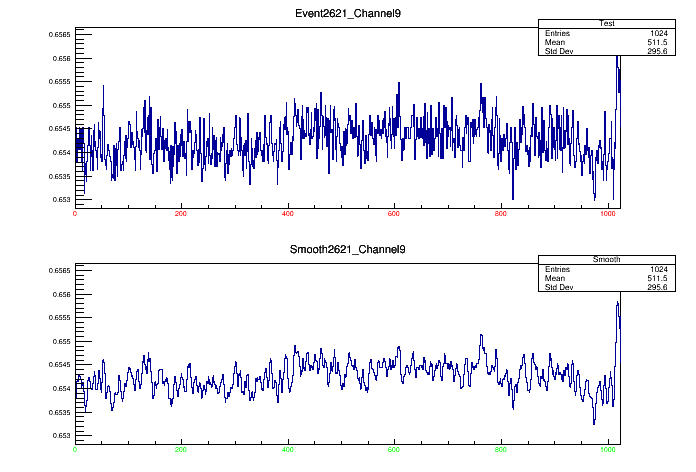 Event2621_Channel9
Test
Entries 1024
Mean 511.5
Std Dev 295.6
0.6565
0.656
0.6555
0.655
0.6545
0.654
0.6535
0.653
0 200 400 600 800 1000
Smooth2621_Channel9
Smooth
Entries 1024
Mean 511.5
Std Dev 295.6
0.6565
0.656
0.6555
0.655
0.6545
0.654
0.6535
0.653
0 200 400 600 800 1000